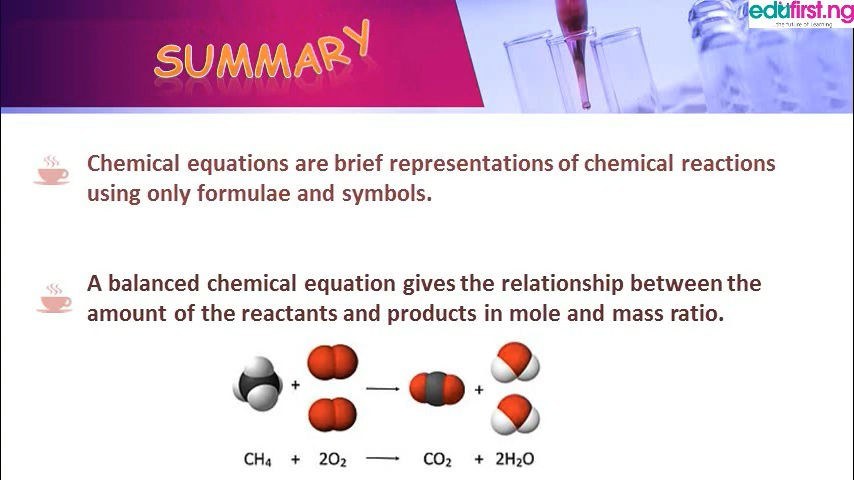 edufirst.ng
the future of learning
SUMMARY
Chemical equations are brief representations of chemical reactions
using only formulae and symbols.
A balanced chemical equation gives the relationship between the
amount of the reactants and products in mole and mass ratio.
+ → +
CH₄ + 2O₂ → CO₂ + 2H₂O